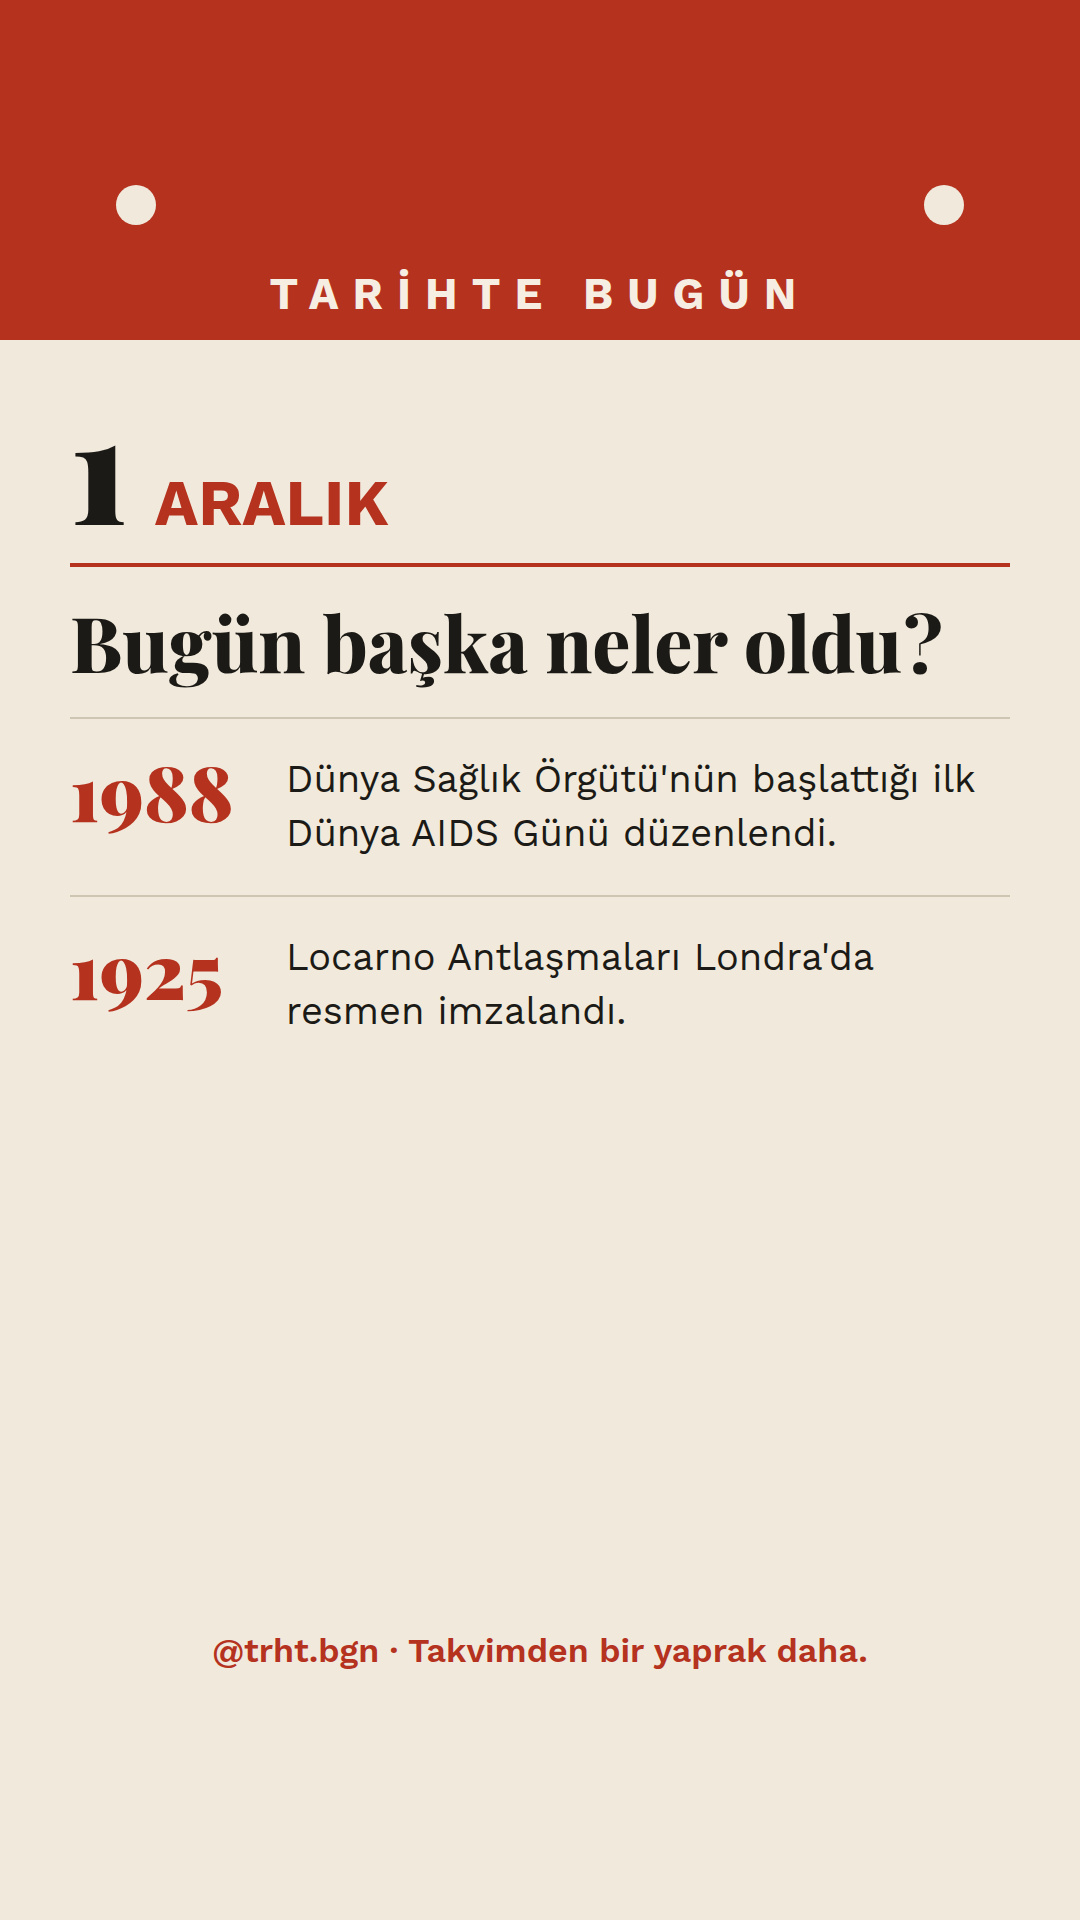 TARİHTE BUGÜN
1 ARALIK
Bugün başka neler oldu?
1988 Dünya Sağlık Örgütü'nün başlattığı ilk
Dünya AIDS Günü düzenlendi.
1925 Locarno Antlaşmaları Londra'da
resmen imzalandı.
@trht.bgn · Takvimden bir yaprak daha.